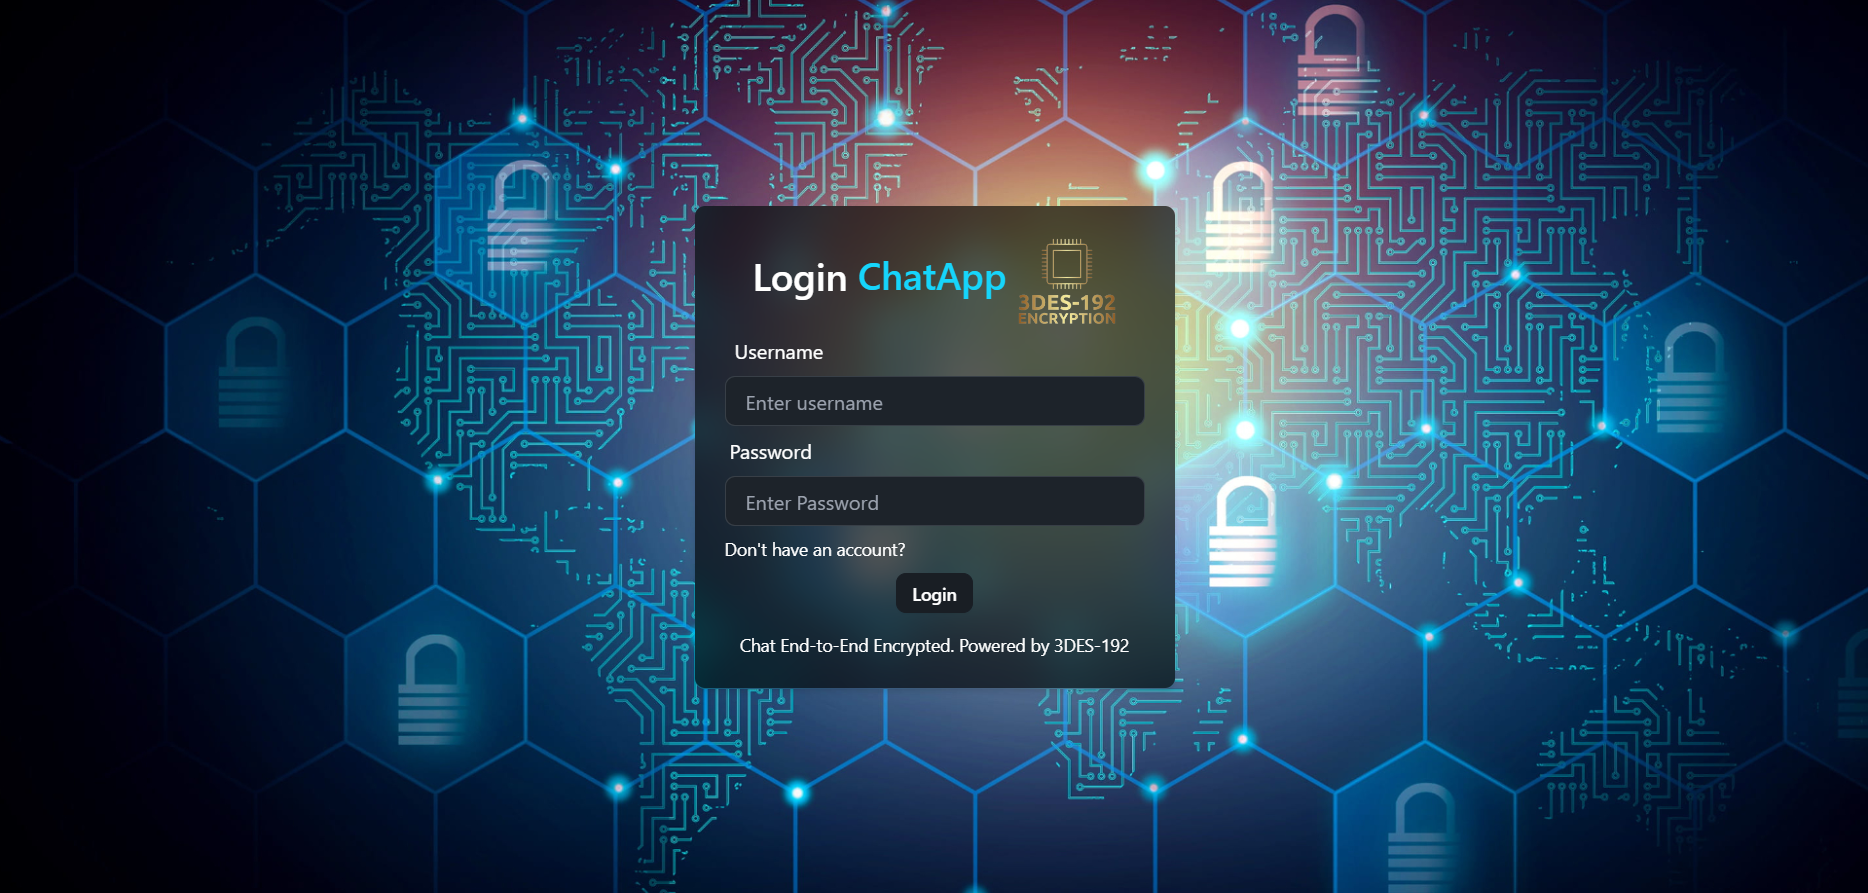 Login ChatApp
3DES-192
ENCRYPTION
Username
Enter username
Password
Enter Password
Don't have an account?
Login
Chat End-to-End Encrypted. Powered by 3DES-192